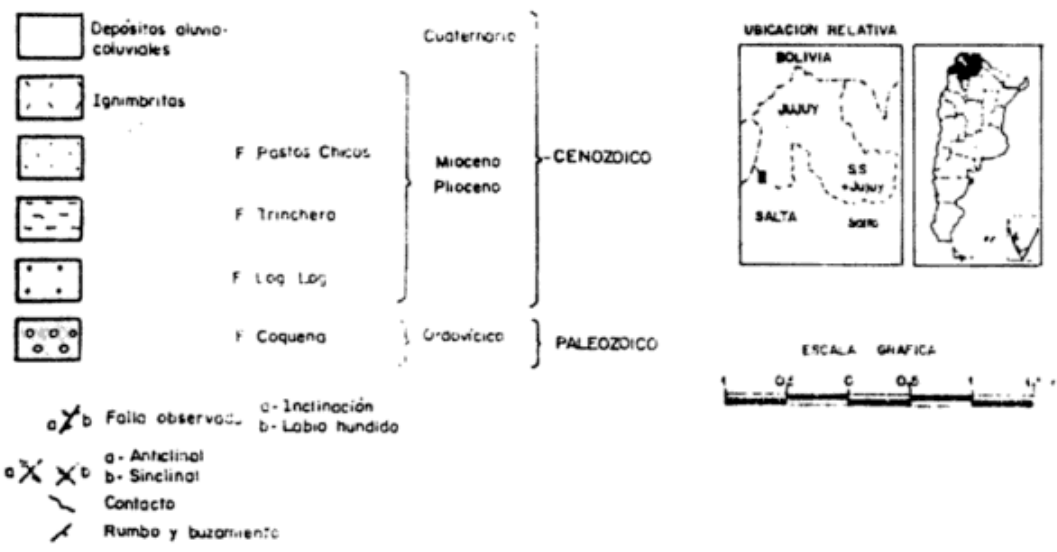 Depósitos aluvio-
coluviales
Cuaternario
Ignimbritas
F Pastos Chicos
Mioceno
Plioceno
CENOZOICO
F Trinchera
F Log Log
F Coquena
Ordovícico
PALEOZOICO
a b Falla observada
a- Inclinación
b- Labio hundido
a b
a- Anticlinal
b- Sinclinal
Contacto
Rumbo y buzamiento
UBICACION RELATIVA
BOLIVIA
JUJUY
S.S
Jujuy
SALTA
Salta
ESCALA GRAFICA
1 0,5 0 0,5 1